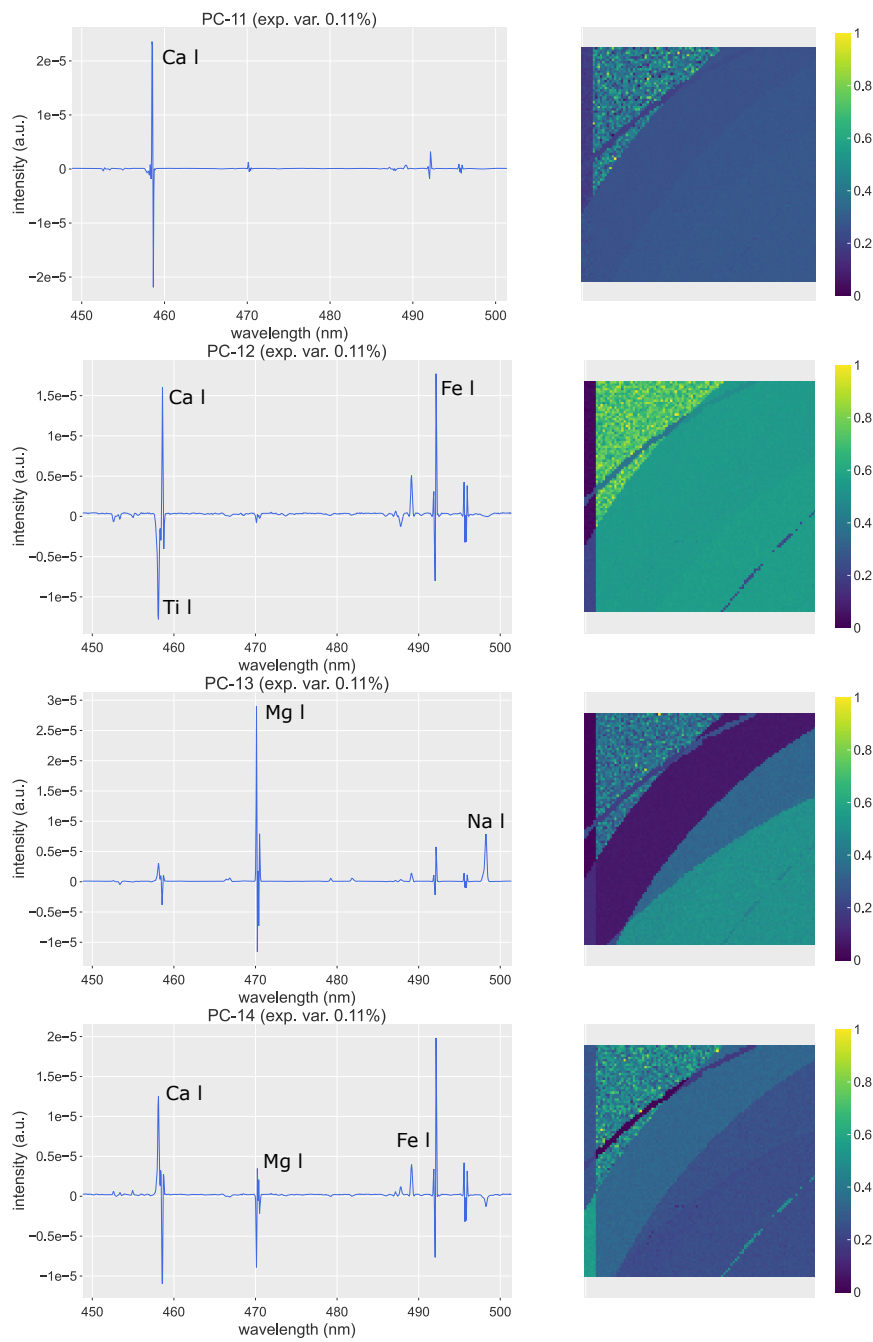 PC-11 (exp. var. 0.11%)
Ca I
2e−5
1e−5
0
−1e−5
−2e−5
intensity (a.u.)
450 460 470 480 490 500
wavelength (nm)
1
0.8
0.6
0.4
0.2
0
PC-12 (exp. var. 0.11%)
Ca I
Fe I
Ti I
1.5e−5
1e−5
0.5e−5
0
−0.5e−5
−1e−5
intensity (a.u.)
450 460 470 480 490 500
wavelength (nm)
1
0.8
0.6
0.4
0.2
0
PC-13 (exp. var. 0.11%)
Mg I
Na I
3e−5
2.5e−5
2e−5
1.5e−5
1e−5
0.5e−5
0
−0.5e−5
−1e−5
intensity (a.u.)
450 460 470 480 490 500
wavelength (nm)
1
0.8
0.6
0.4
0.2
0
PC-14 (exp. var. 0.11%)
Ca I
Mg I
Fe I
2e−5
1.5e−5
1e−5
0.5e−5
0
−0.5e−5
−1e−5
intensity (a.u.)
450 460 470 480 490 500
wavelength (nm)
1
0.8
0.6
0.4
0.2
0